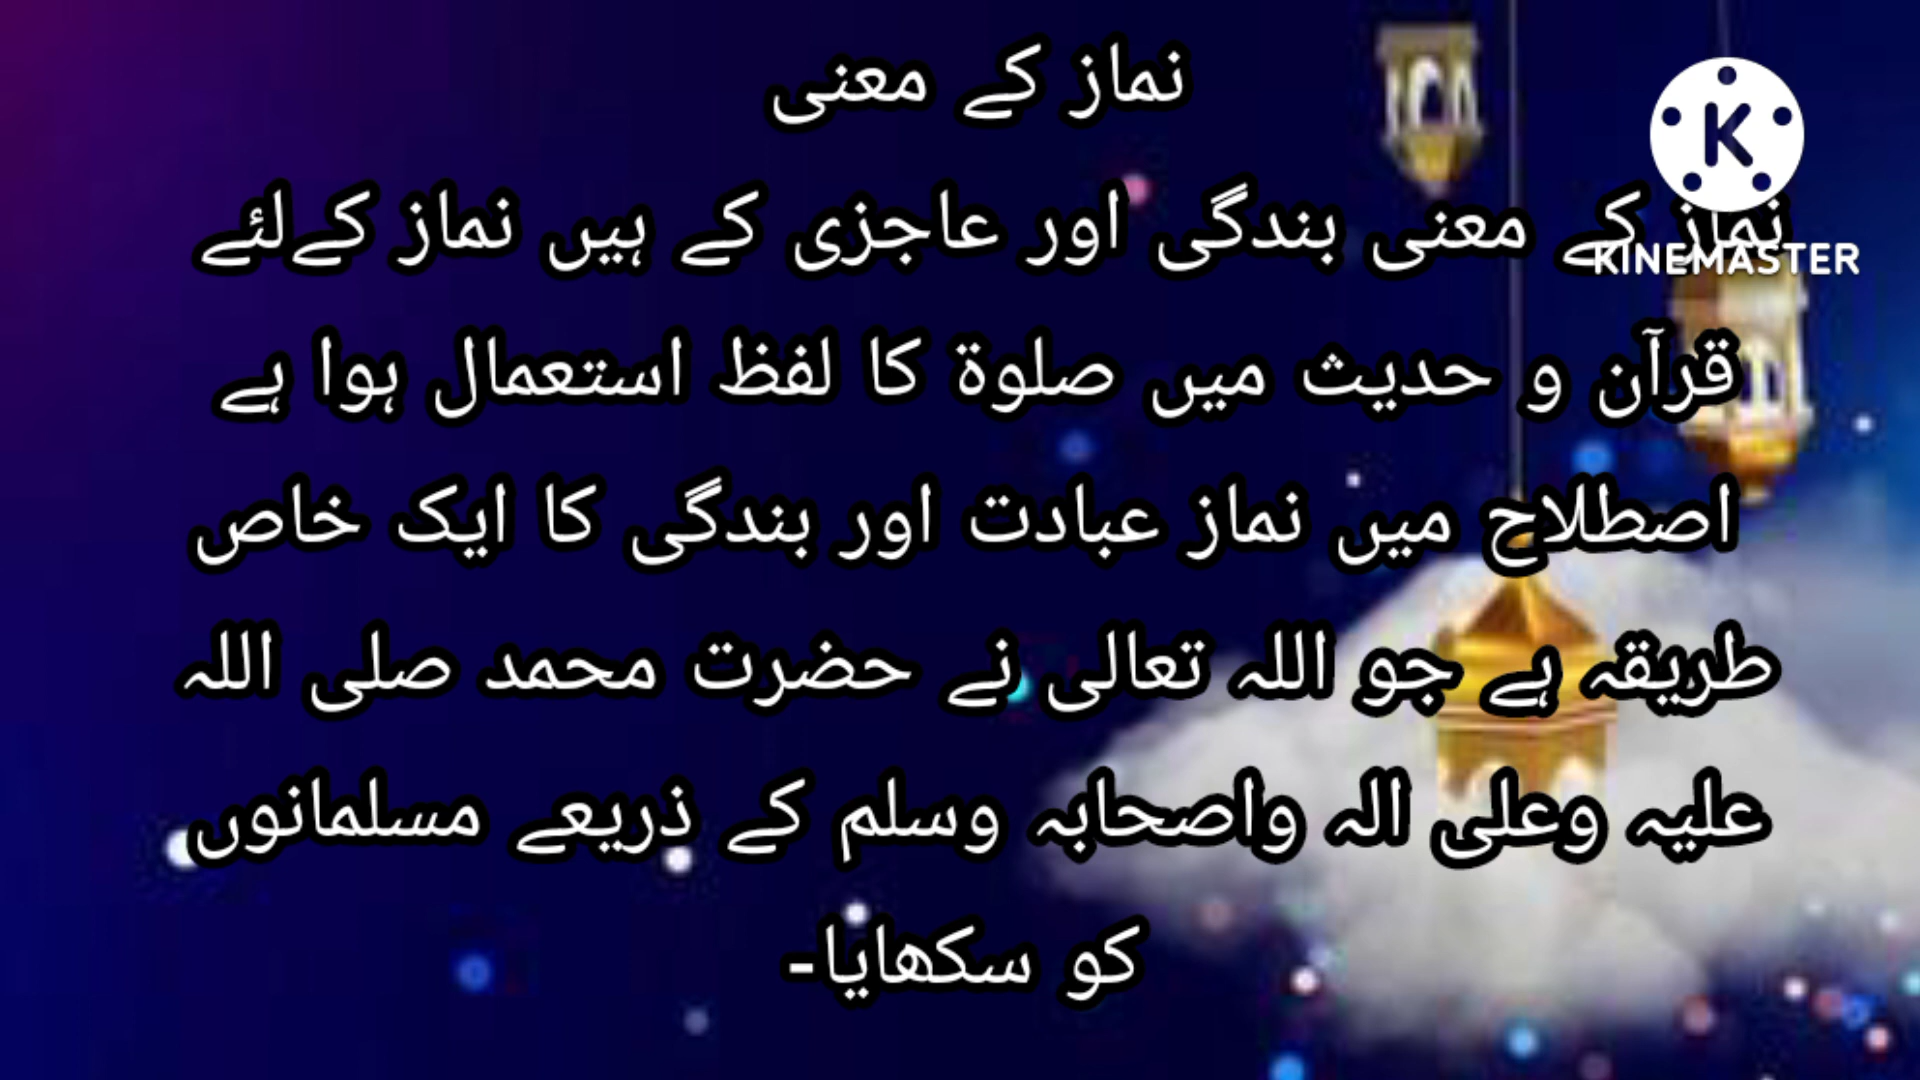 نماز کے معنی
نماز کے معنی بندگی اور عاجزی کے ہیں نماز کےلئے
قرآن و حدیث میں صلوۃ کا لفظ استعمال ہوا ہے
اصطلاح میں نماز عبادت اور بندگی کا ایک خاص
طریقہ ہے جو اللہ تعالی نے حضرت محمد صلی اللہ
علیہ وعلی الہ واصحابہ وسلم کے ذریعے مسلمانوں
کو سکھایا-
K
KINEMASTER